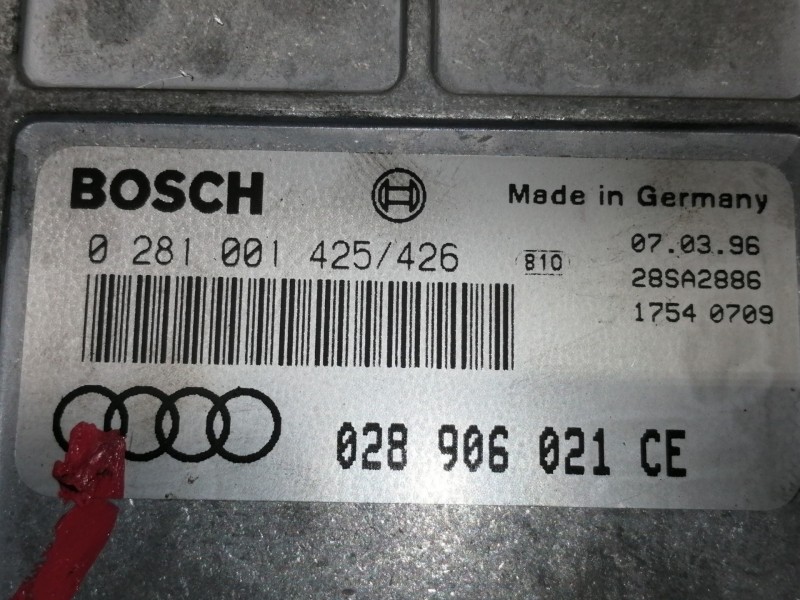 BOSCH
Made in Germany
0 281 001 425/426
810
07.03.96
28SA2886
1754 0709
028 906 021 CE